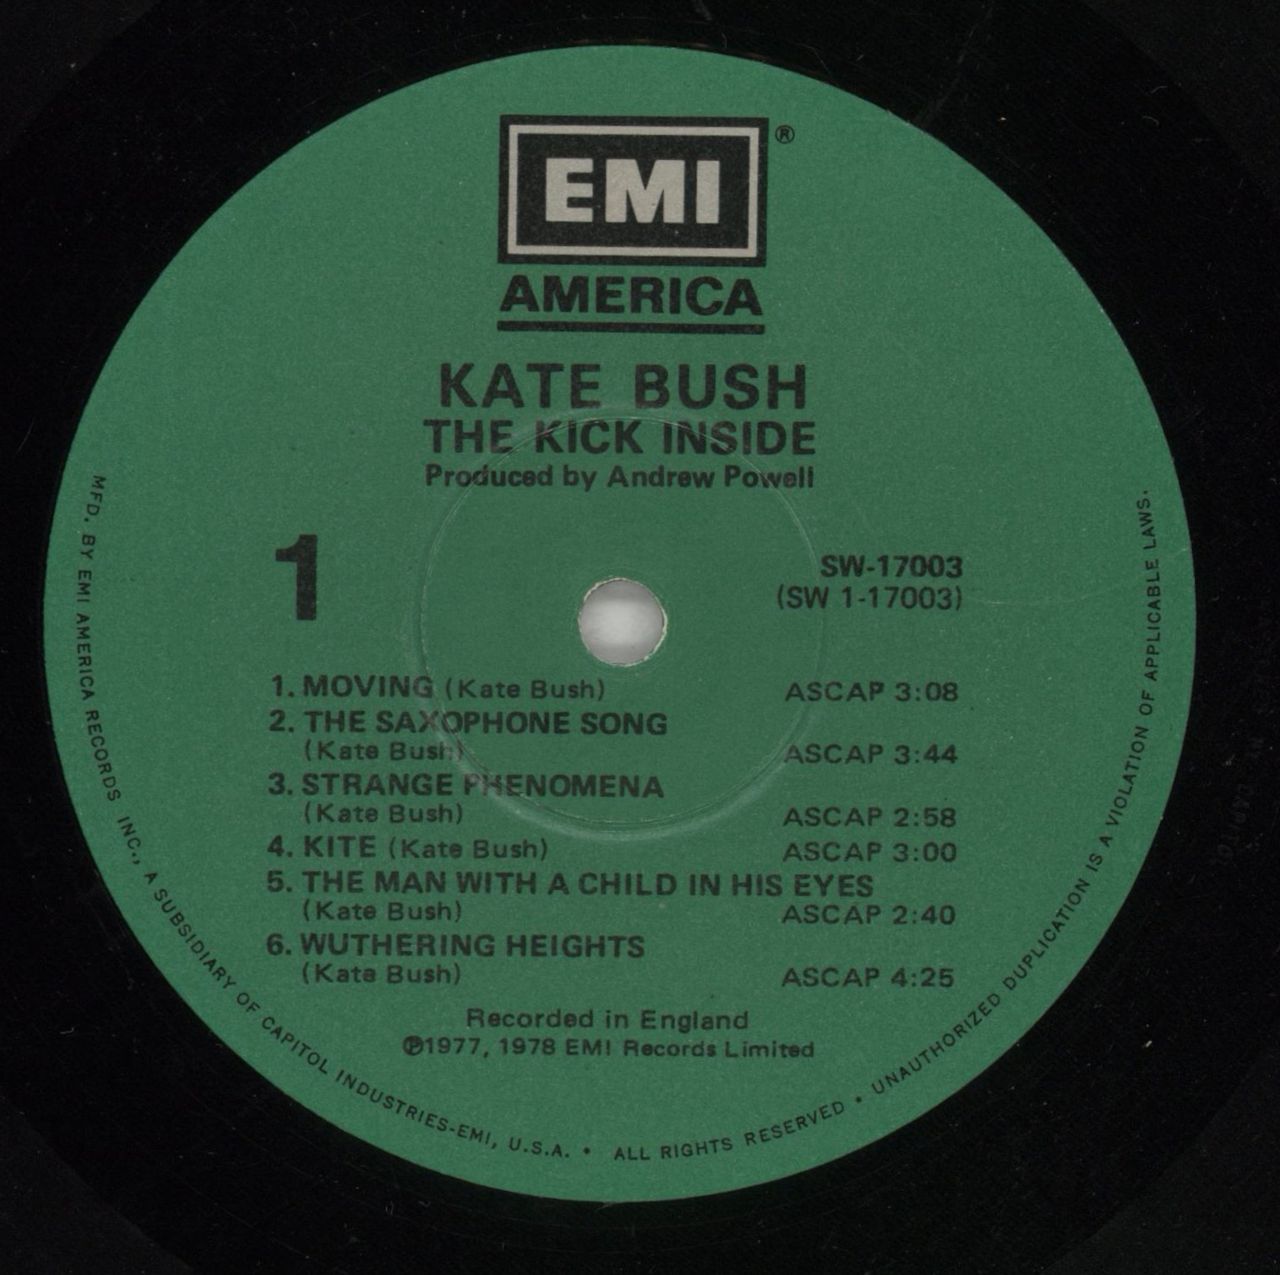 EMI ®
AMERICA
KATE BUSH
THE KICK INSIDE
Produced by Andrew Powell
1
SW-17003
(SW 1-17003)
1. MOVING (Kate Bush) ASCAP 3:08
2. THE SAXOPHONE SONG
(Kate Bush) ASCAP 3:44
3. STRANGE PHENOMENA
(Kate Bush) ASCAP 2:58
4. KITE (Kate Bush) ASCAP 3:00
5. THE MAN WITH A CHILD IN HIS EYES
(Kate Bush) ASCAP 2:40
6. WUTHERING HEIGHTS
(Kate Bush) ASCAP 4:25
Recorded in England
℗1977, 1978 EMI Records Limited
MFD. BY EMI AMERICA RECORDS INC., A SUBSIDIARY OF CAPITOL INDUSTRIES-EMI, U.S.A. • ALL RIGHTS RESERVED • UNAUTHORIZED DUPLICATION IS A VIOLATION OF APPLICABLE LAWS.